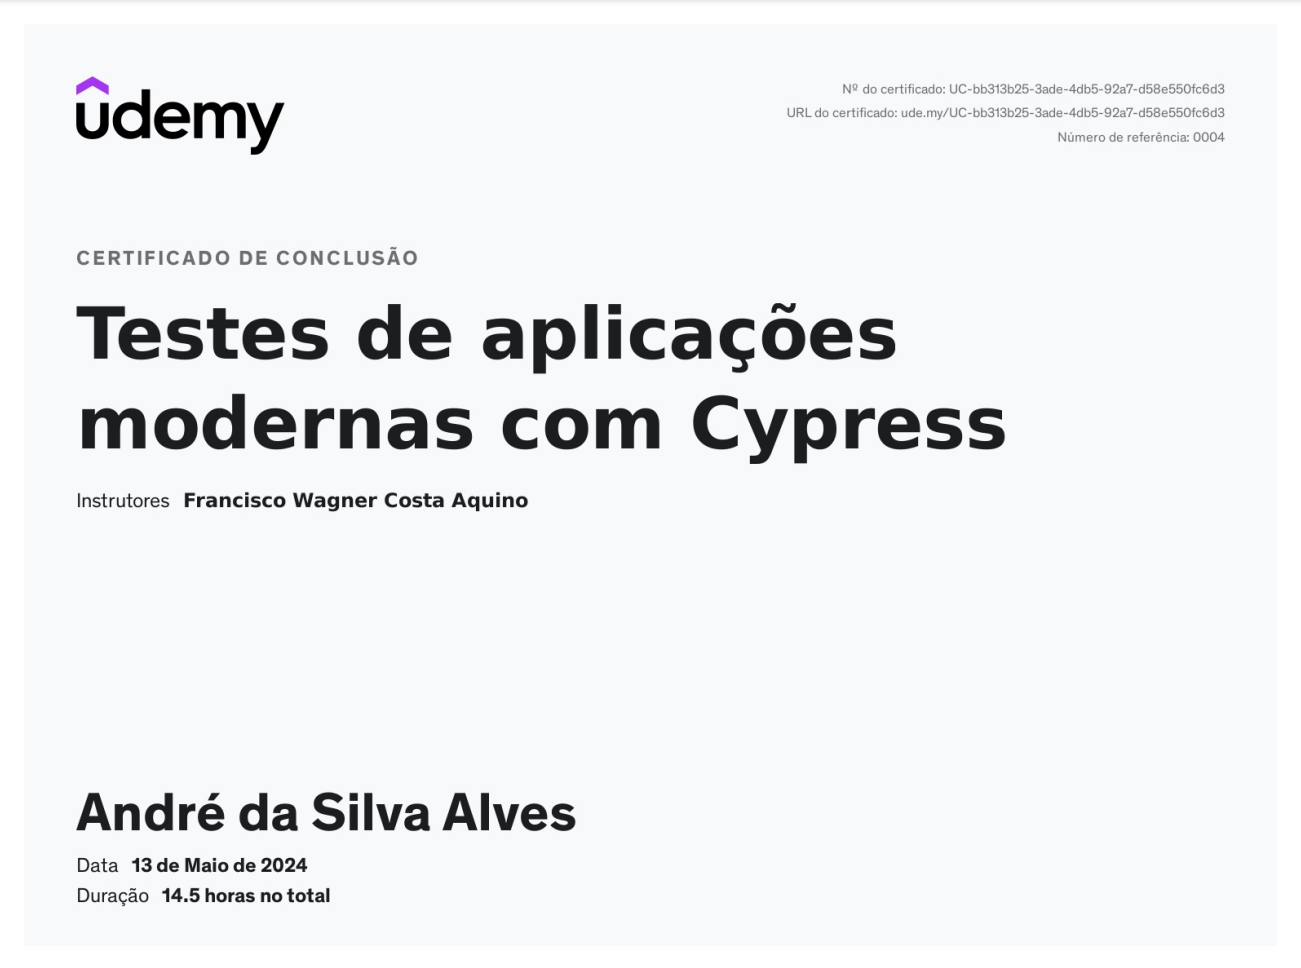 udemy
Nº do certificado: UC-bb313b25-3ade-4db5-92a7-d58e550fc6d3
URL do certificado: ude.my/UC-bb313b25-3ade-4db5-92a7-d58e550fc6d3
Número de referência: 0004
CERTIFICADO DE CONCLUSÃO
Testes de aplicações
modernas com Cypress
Instrutores Francisco Wagner Costa Aquino
André da Silva Alves
Data 13 de Maio de 2024
Duração 14.5 horas no total